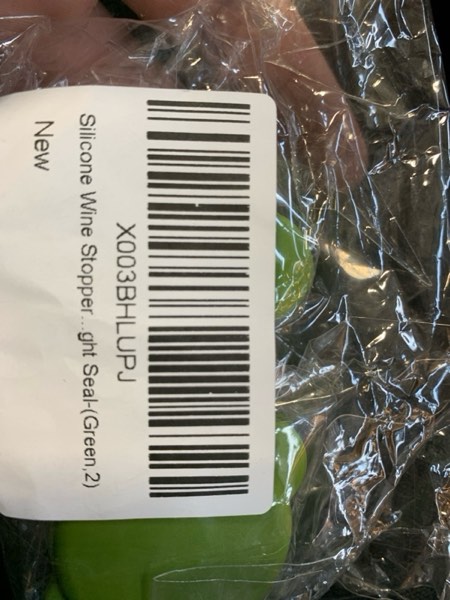 X003BHLUPJ
Silicone Wine Stopper...ght Seal-(Green,2)
New